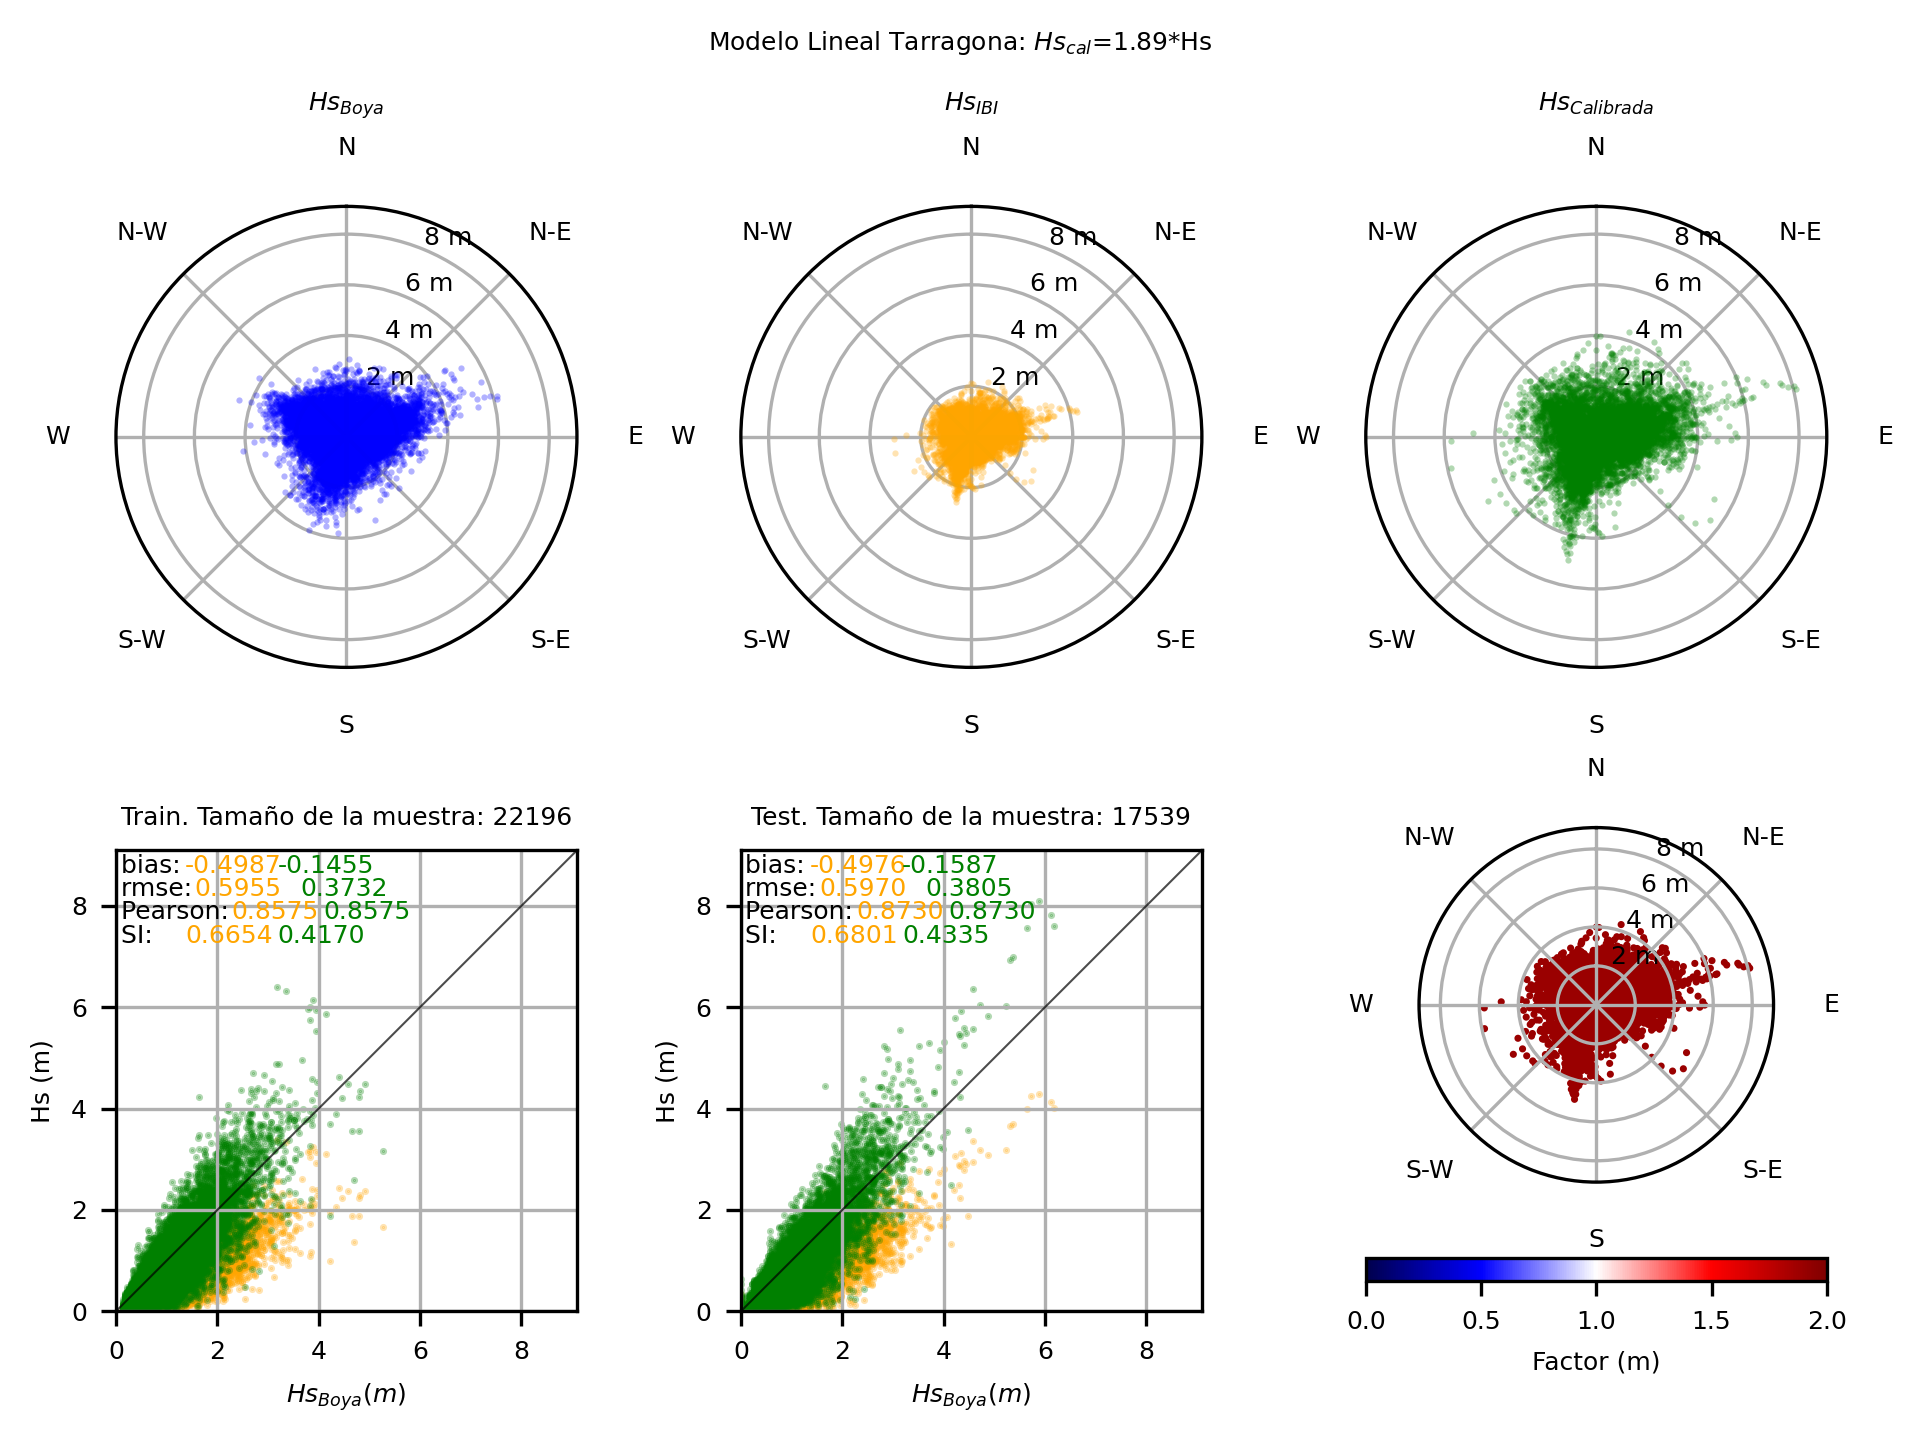 Modelo Lineal Tarragona: Hs_cal=1.89*Hs
Hs_Boya
N
N-E
E
S-E
S
S-W
W
N-W
2 m
4 m
6 m
8 m
Hs_IBI
N
N-E
E
S-E
S
S-W
W
N-W
2 m
4 m
6 m
8 m
Hs_Calibrada
N
N-E
E
S-E
S
S-W
W
N-W
2 m
4 m
6 m
8 m
Train. Tamaño de la muestra: 22196
bias: -0.4987 -0.1455
rmse: 0.5955 0.3732
Pearson: 0.8575 0.8575
SI: 0.6654 0.4170
Hs (m)
8
6
4
2
0
0 2 4 6 8
Hs_Boya(m)
Test. Tamaño de la muestra: 17539
bias: -0.4976 -0.1587
rmse: 0.5970 0.3805
Pearson: 0.8730 0.8730
SI: 0.6801 0.4335
Hs (m)
8
6
4
2
0
0 2 4 6 8
Hs_Boya(m)
N
N-E
E
S-E
S
S-W
W
N-W
2 m
4 m
6 m
8 m
0.0 0.5 1.0 1.5 2.0
Factor (m)